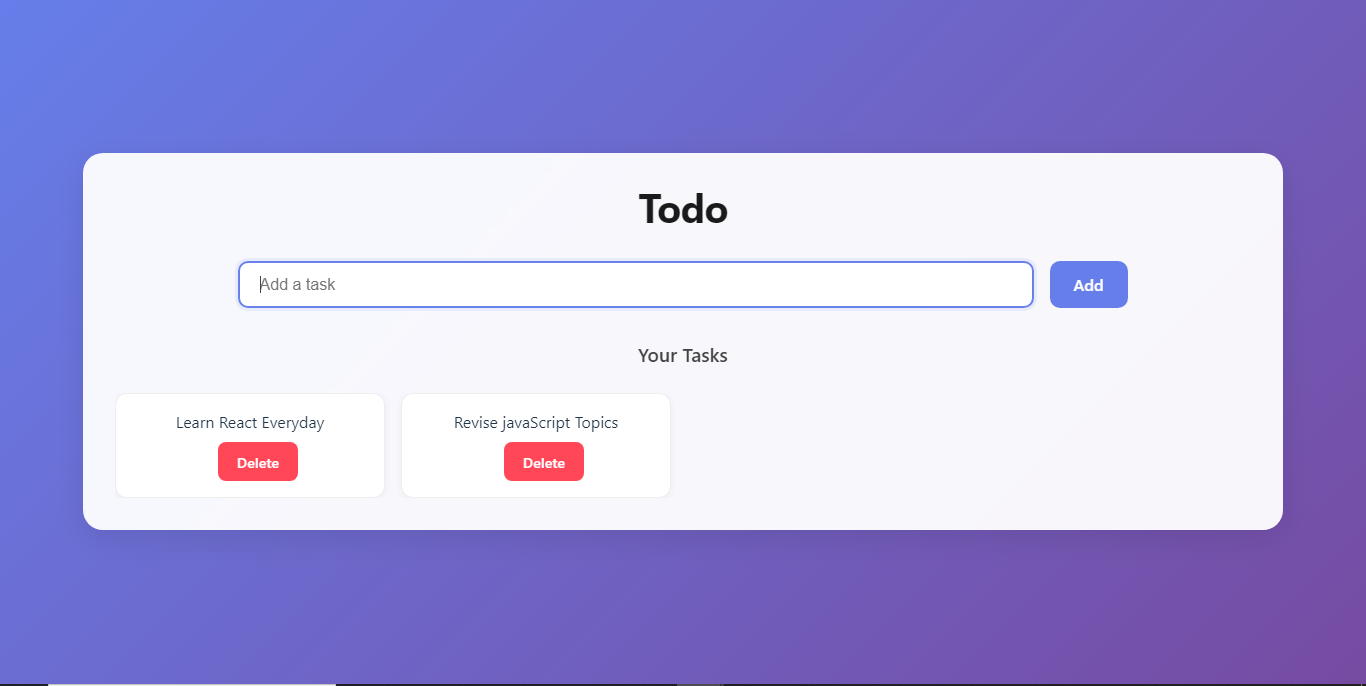 Todo
Add a task
Add
Your Tasks
Learn React Everyday
Revise javaScript Topics
Delete
Delete